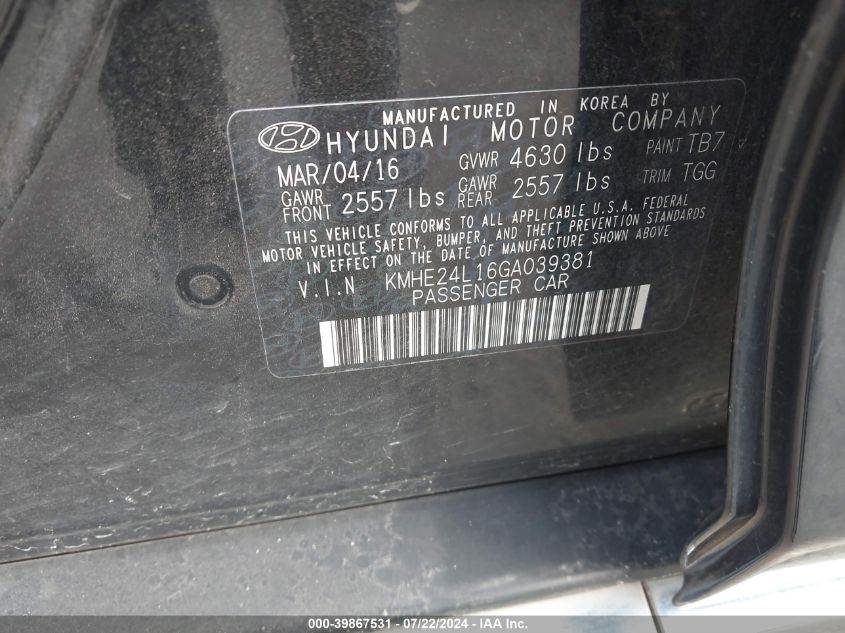 MANUFACTURED IN KOREA BY
HYUNDAI MOTOR COMPANY
MAR/04/16 GVWR 4630 lbs PAINT TB7
GAWR FRONT 2557 lbs GAWR REAR 2557 lbs TRIM TGG
THIS VEHICLE CONFORMS TO ALL APPLICABLE U.S.A. FEDERAL
MOTOR VEHICLE SAFETY, BUMPER, AND THEFT PREVENTION STANDARDS
IN EFFECT ON THE DATE OF MANUFACTURE SHOWN ABOVE
V.I.N KMHE24L16GA039381
PASSENGER CAR
000-39867531 - 07/22/2024 - IAAI.com